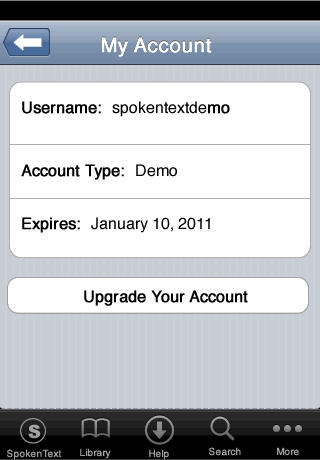 My Account
Username: spokentextdemo
Account Type: Demo
Expires: January 10, 2011
Upgrade Your Account
S
SpokenText Library Help Search More